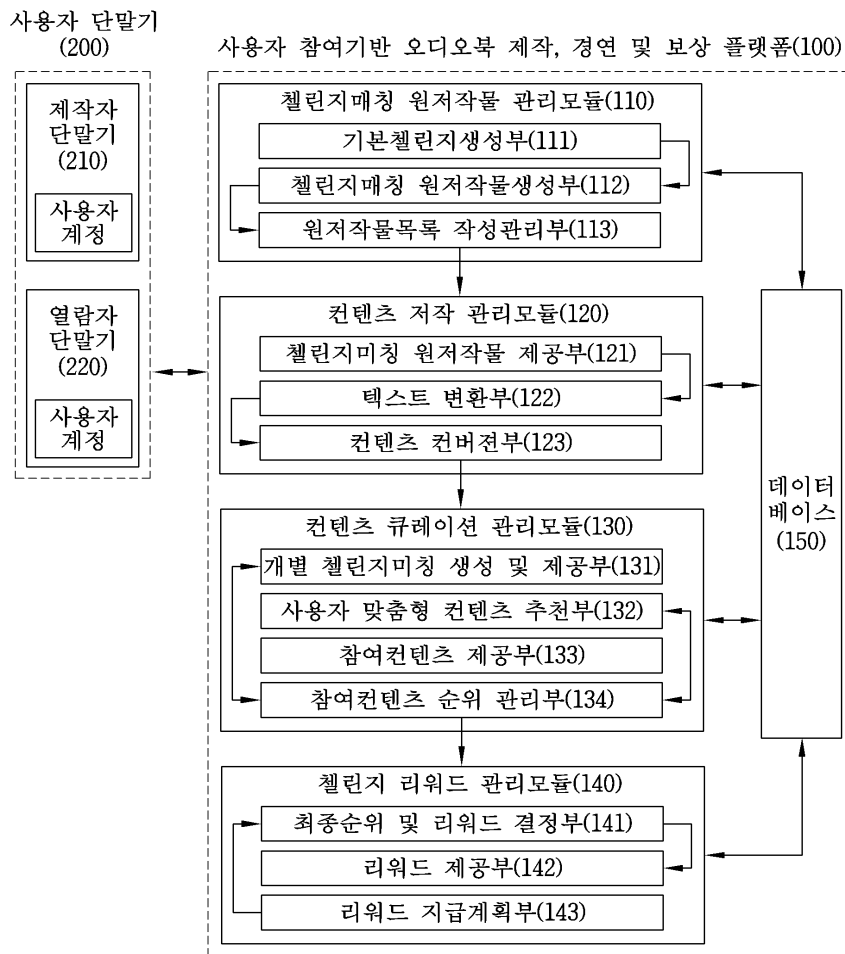 사용자 단말기
(200)
사용자 참여기반 오디오북 제작, 경연 및 보상 플랫폼(100)
제작자
단말기
(210)
사용자
계정
열람자
단말기
(220)
사용자
계정
첼린지매칭 원저작물 관리모듈(110)
기본첼린지생성부(111)
첼린지매칭 원저작물생성부(112)
원저작물목록 작성관리부(113)
컨텐츠 저작 관리모듈(120)
첼린지미칭 원저작물 제공부(121)
텍스트 변환부(122)
컨텐츠 컨버젼부(123)
컨텐츠 큐레이션 관리모듈(130)
개별 첼린지미칭 생성 및 제공부(131)
사용자 맞춤형 컨텐츠 추천부(132)
참여컨텐츠 제공부(133)
참여컨텐츠 순위 관리부(134)
첼린지 리워드 관리모듈(140)
최종순위 및 리워드 결정부(141)
리워드 제공부(142)
리워드 지급계획부(143)
데이터
베이스
(150)